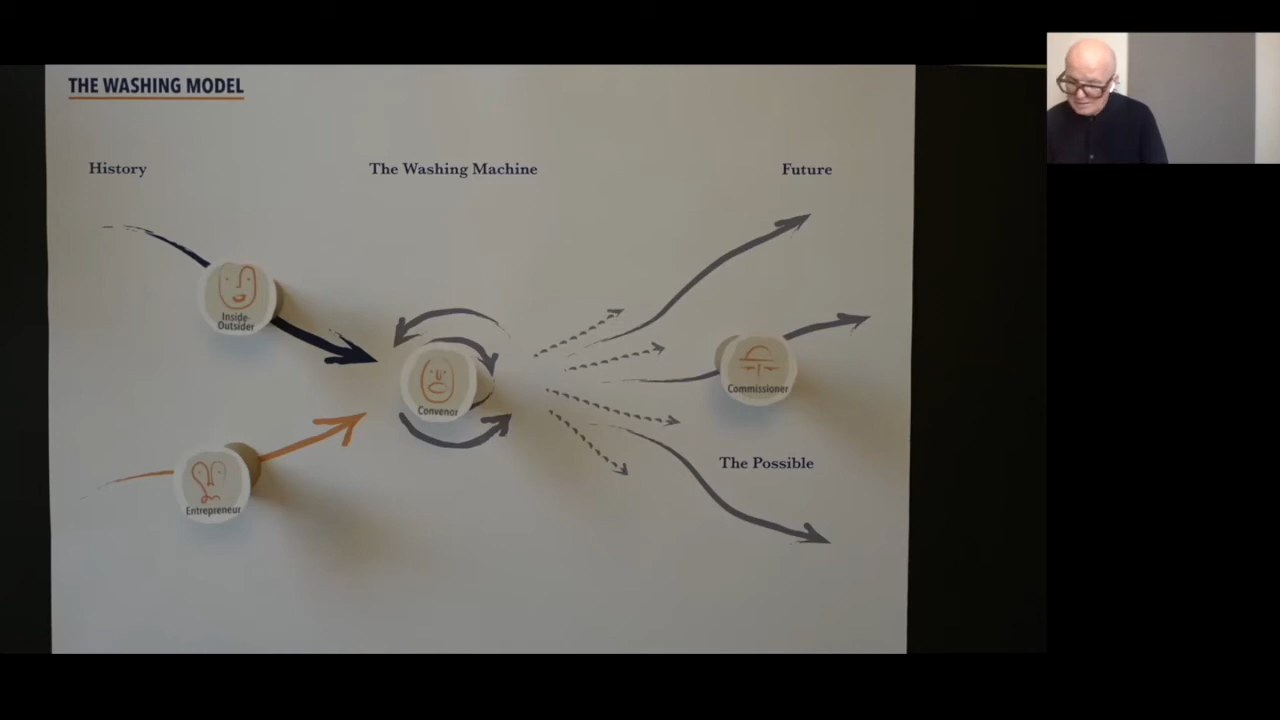 THE WASHING MODEL
History
The Washing Machine
Future
Inside-
Outsider
Convenor
Commissioner
The Possible
Entrepreneur